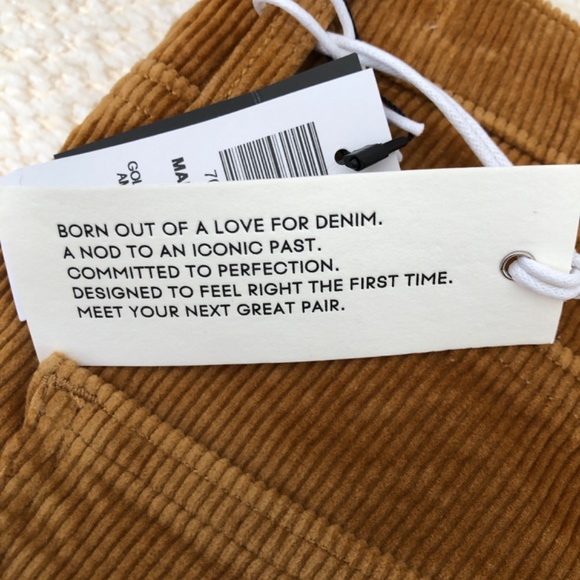 BORN OUT OF A LOVE FOR DENIM.
A NOD TO AN ICONIC PAST.
COMMITTED TO PERFECTION.
DESIGNED TO FEEL RIGHT THE FIRST TIME.
MEET YOUR NEXT GREAT PAIR.